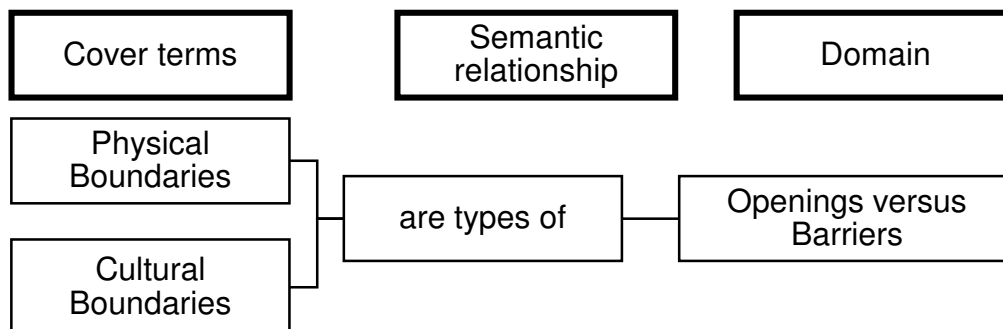 Cover terms
Semantic
relationship
Domain
Physical
Boundaries
are types of
Openings versus
Barriers
Cultural
Boundaries